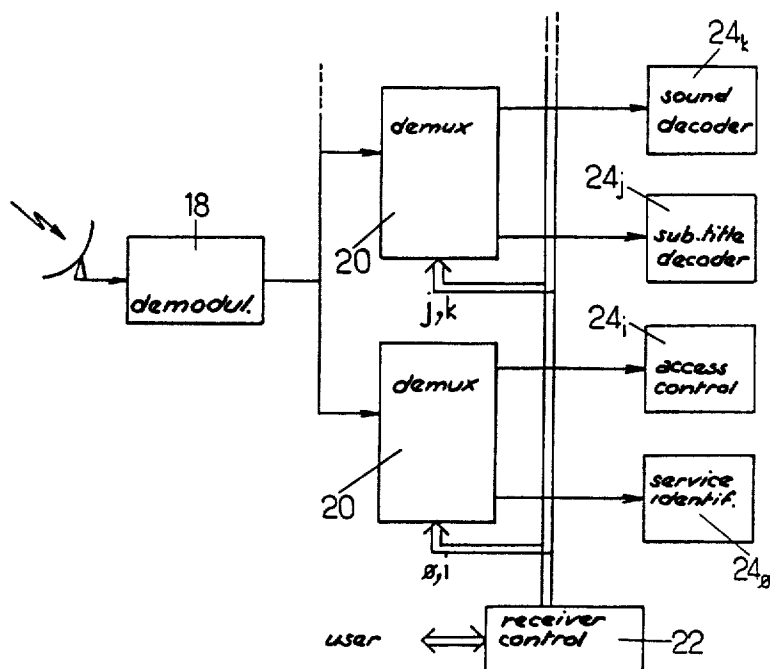 24k
sound
decoder
demux
24j
18
20
sub.title
decoder
demodul.
j,k
24i
demux
access
control
20
service
identif.
ø,i
24ø
user
receiver
control
22